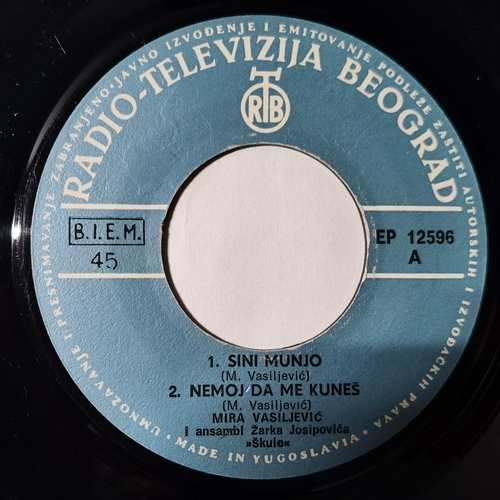 UMNOŽAVANJE I PRESNIMAVANJE ZABRANJENO · JAVNO IZVOĐENJE I EMITOVANJE PODLEŽE ZAŠTITI AUTORSKIH I IZVOĐAČKIH PRAVA
RADIO-TELEVIZIJA BEOGRAD
RTB
B.I.E.M.
45
EP 12596
A
1. SINI MUNJO
(M. Vasiljević)
2. NEMOJ DA ME KUNEŠ
(M. Vasiljević)
MIRA VASILJEVIĆ
i ansambl Žarka Josipovića
»Škule«
· MADE IN YUGOSLAVIA ·